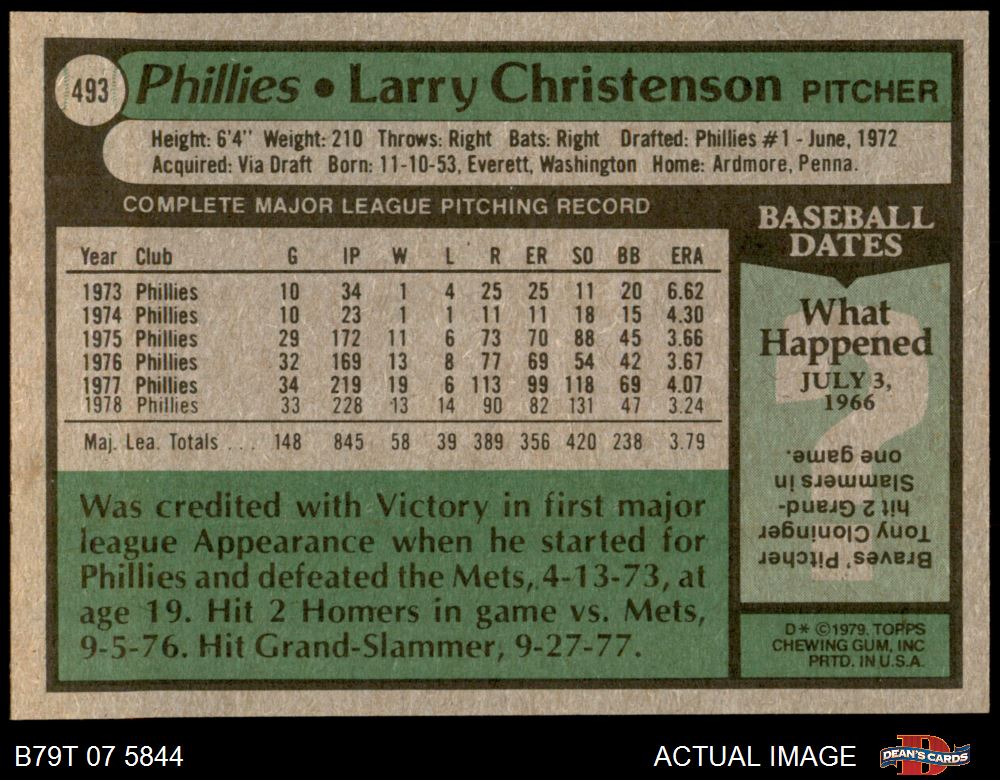 493 Phillies • Larry Christenson PITCHER
Height: 6'4" Weight: 210 Throws: Right Bats: Right Drafted: Phillies #1 - June, 1972
Acquired: Via Draft Born: 11-10-53, Everett, Washington Home: Ardmore, Penna.
COMPLETE MAJOR LEAGUE PITCHING RECORD
Year Club G IP W L R ER SO BB ERA
1973 Phillies 10 34 1 4 25 25 11 20 6.62
1974 Phillies 10 23 1 1 11 11 18 15 4.30
1975 Phillies 29 172 11 6 73 70 88 45 3.66
1976 Phillies 32 169 13 8 77 69 54 42 3.67
1977 Phillies 34 219 19 6 113 99 118 69 4.07
1978 Phillies 33 228 13 14 90 82 131 47 3.24
Maj. Lea. Totals . . . 148 845 58 39 389 356 420 238 3.79
Was credited with Victory in first major
league Appearance when he started for
Phillies and defeated the Mets, 4-13-73, at
age 19. Hit 2 Homers in game vs. Mets,
9-5-76. Hit Grand-Slammer, 9-27-77.
BASEBALL
DATES
What
Happened
JULY 3,
1966
?
Braves' Pitcher
Tony Cloninger
hit 2 Grand-
Slammers in
one game.
D* ©1979. TOPPS
CHEWING GUM, INC
PRTD. IN U.S.A.
B79T 07 5844
ACTUAL IMAGE
D
DEAN'S CARDS